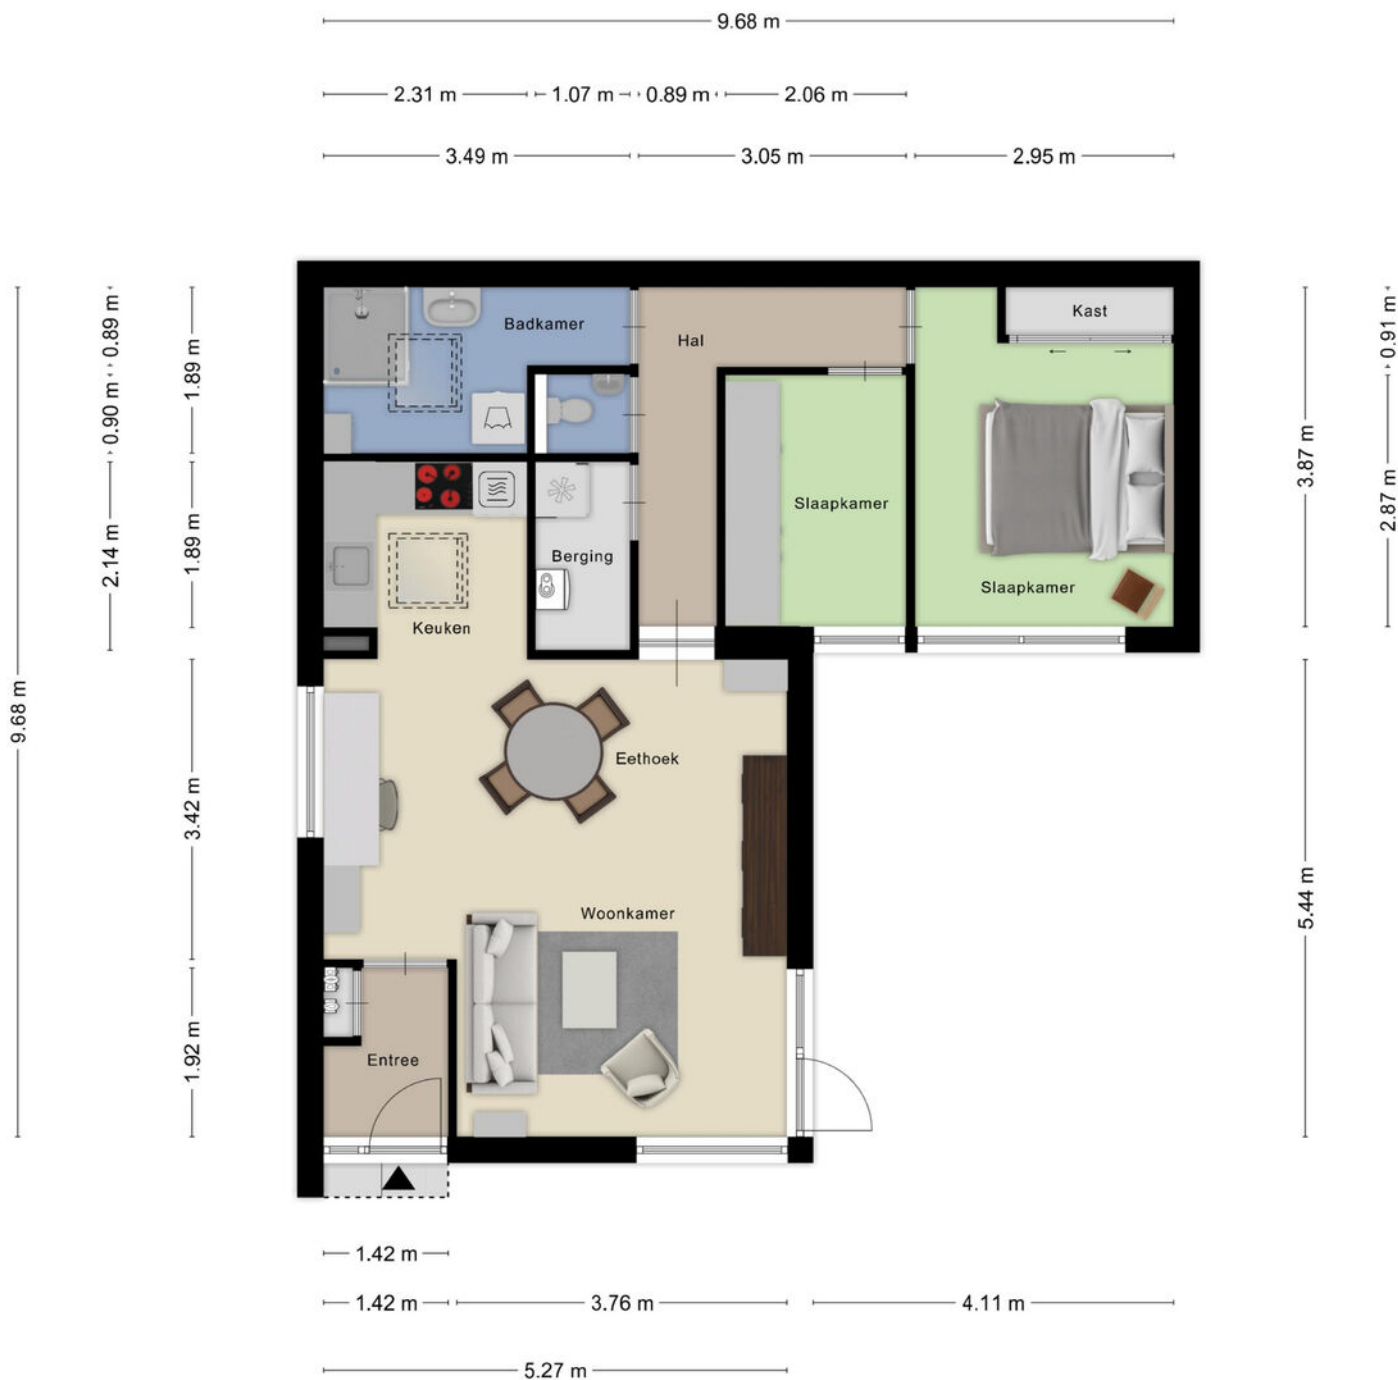 9.68 m
2.31 m 1.07 m 0.89 m 2.06 m
3.49 m 3.05 m 2.95 m
9.68 m
0.89 m
0.90 m
2.14 m
1.89 m
1.89 m
3.42 m
1.92 m
Badkamer
Hal
Kast
Slaapkamer
Berging
Slaapkamer
Keuken
Eethoek
Woonkamer
Entree
3.87 m
5.44 m
0.91 m
2.87 m
1.42 m
1.42 m 3.76 m 4.11 m
5.27 m